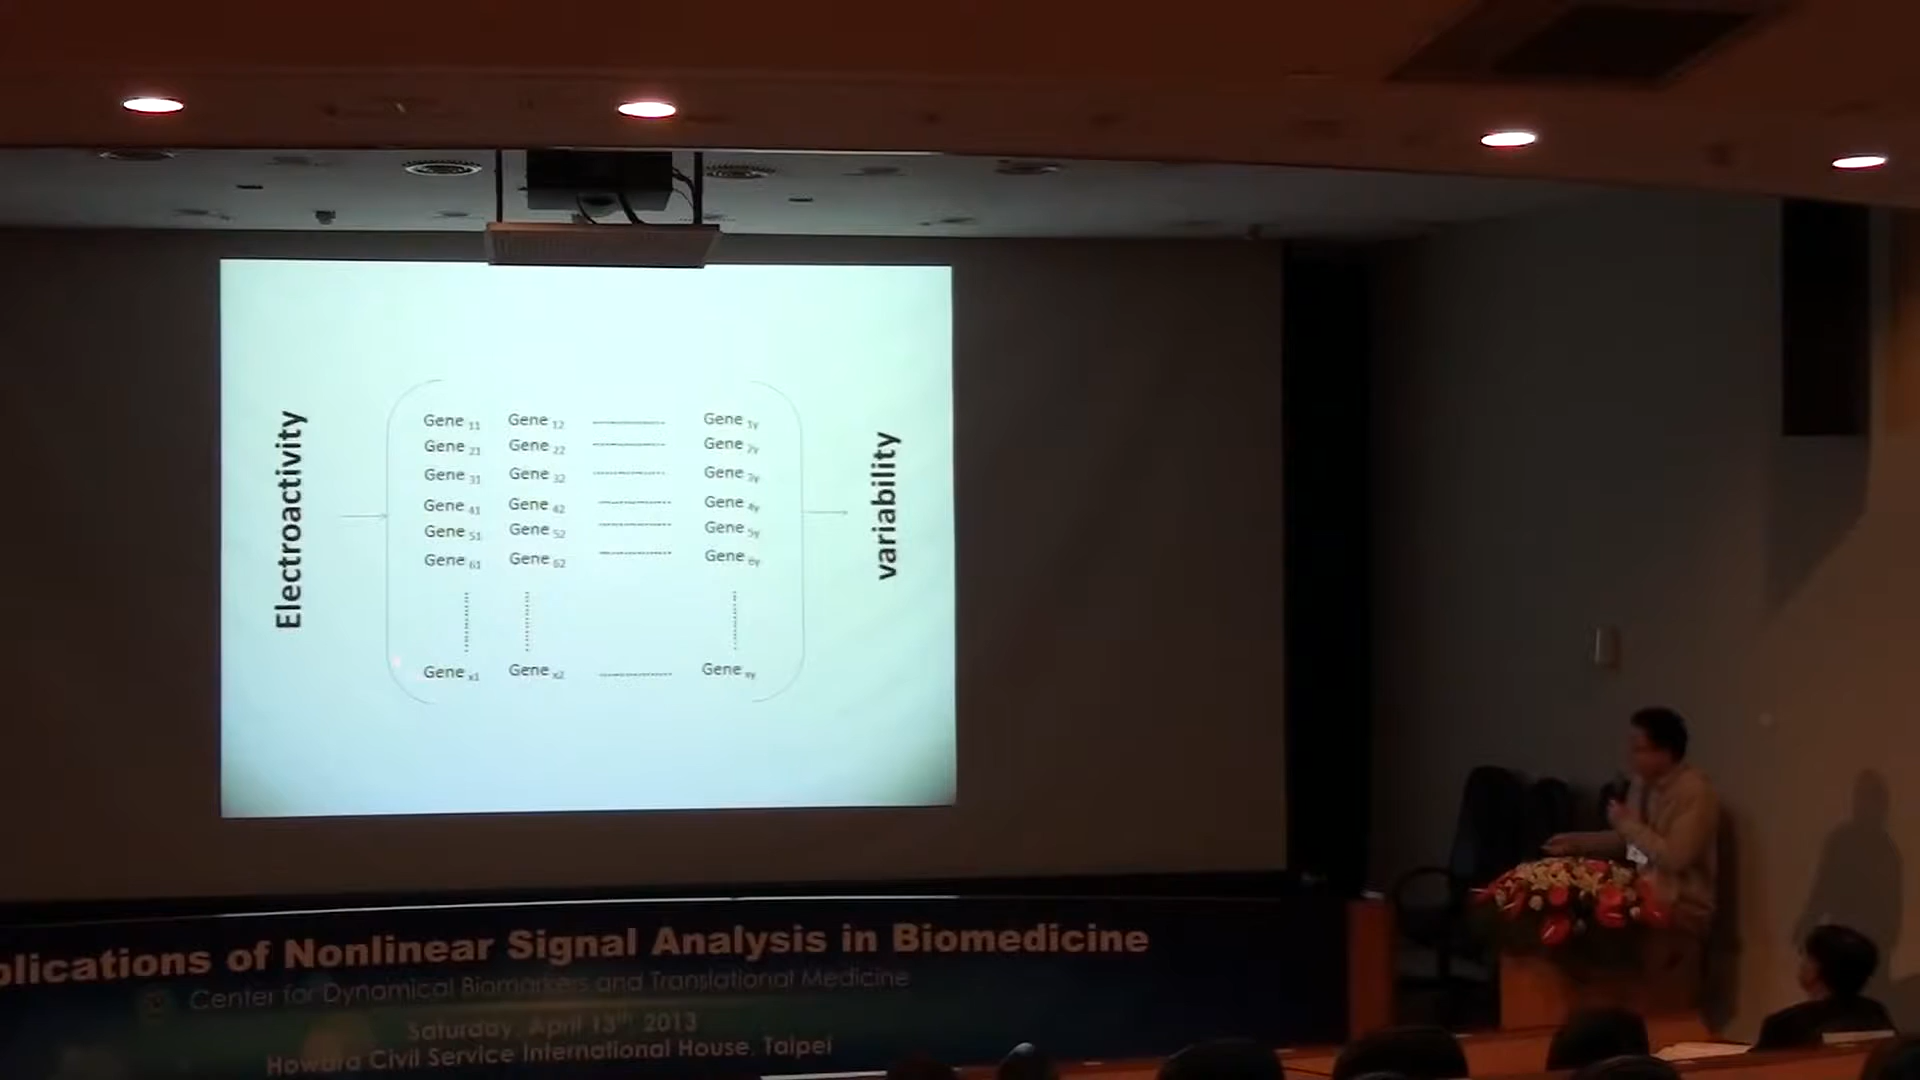 Electroactivity
Gene 11 Gene 12 Gene 1y
Gene 21 Gene 22 Gene 2y
Gene 31 Gene 32 Gene 3y
Gene 41 Gene 42 Gene 4y
Gene 51 Gene 52 Gene 5y
Gene 61 Gene 62 Gene 6y
Gene x1 Gene x2 Gene xy
variability
plications of Nonlinear Signal Analysis in Biomedicine
Center for Dynamical Biomarkers and Translational Medicine
Saturday, April 13th, 2013
Howard Civil Service International House, Taipei